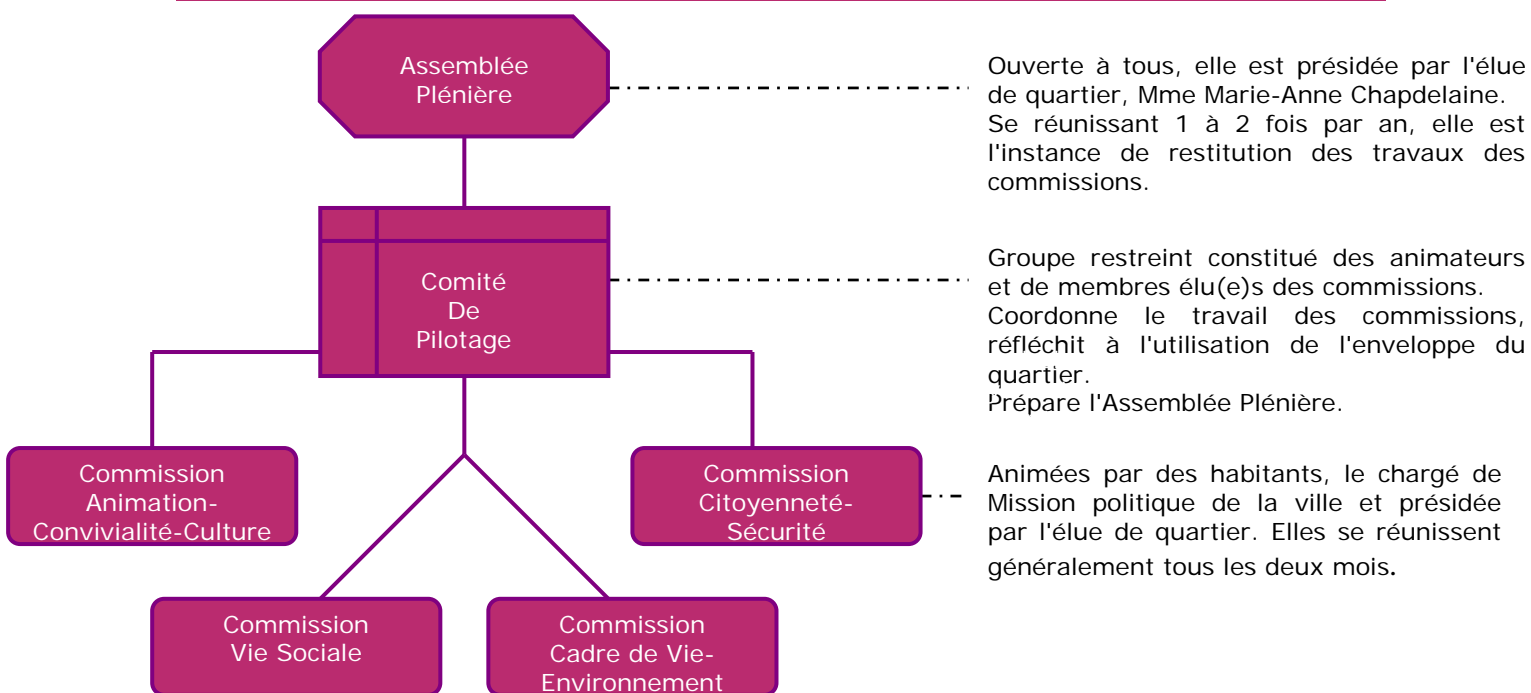 Assemblée
Plénière
Ouverte à tous, elle est présidée par l'élue
de quartier, Mme Marie-Anne Chapdelaine.
Se réunissant 1 à 2 fois par an, elle est
l'instance de restitution des travaux des
commissions.
Comité
De
Pilotage
Groupe restreint constitué des animateurs
et de membres élu(e)s des commissions.
Coordonne le travail des commissions,
réfléchit à l'utilisation de l'enveloppe du
quartier.
Prépare l'Assemblée Plénière.
Commission
Animation-
Convivialité-Culture
Commission
Citoyenneté-
Sécurité
Animées par des habitants, le chargé de
Mission politique de la ville et présidée
par l'élue de quartier. Elles se réunissent
généralement tous les deux mois.
Commission
Vie Sociale
Commission
Cadre de Vie-
Environnement